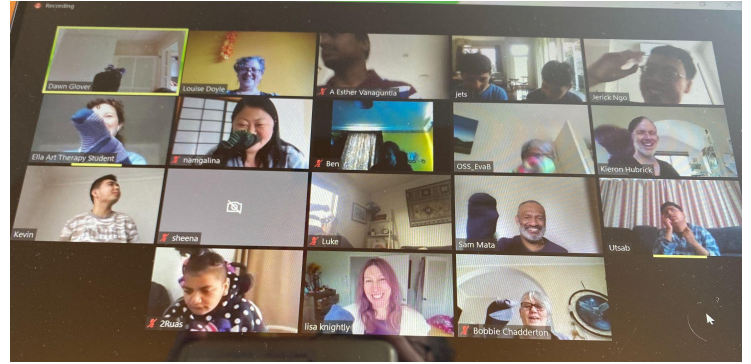 Recording
Dawn Glover
Louise Doyle
A Esther Vanaguntla
jets
Jerick Ngo
Ella Art Therapy Student
namgalina
Ben
OSS_EvaB
Kieron Hubrick
Kevin
sheena
Luke
Sam Mata
Utsab
2Ruas
lisa knightly
Bobbie Chadderton